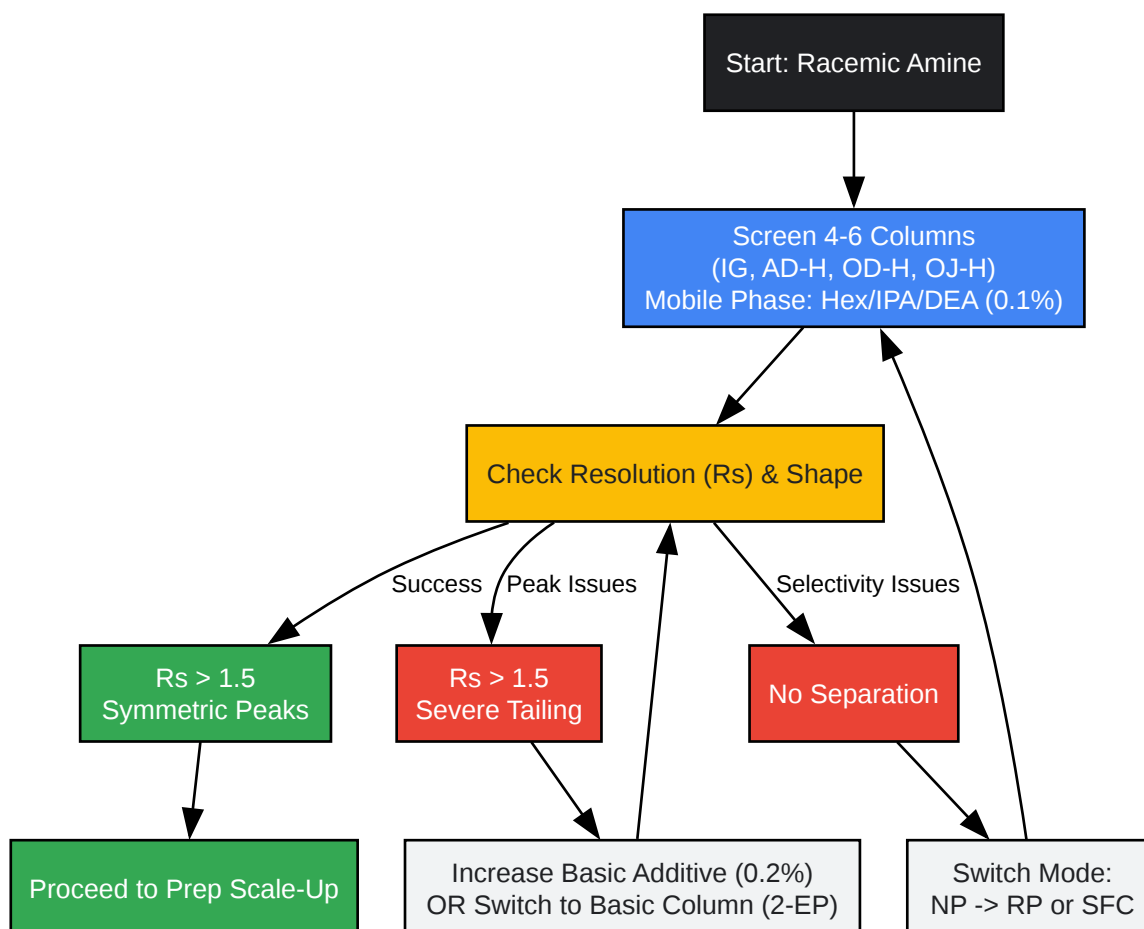 Start: Racemic Amine
Screen 4-6 Columns
(IG, AD-H, OD-H, OJ-H)
Mobile Phase: Hex/IPA/DEA (0.1%)
Check Resolution (Rs) & Shape
Success
Peak Issues
Selectivity Issues
Rs > 1.5
Symmetric Peaks
Rs > 1.5
Severe Tailing
No Separation
Proceed to Prep Scale-Up
Increase Basic Additive (0.2%)
OR Switch to Basic Column (2-EP)
Switch Mode:
NP -> RP or SFC